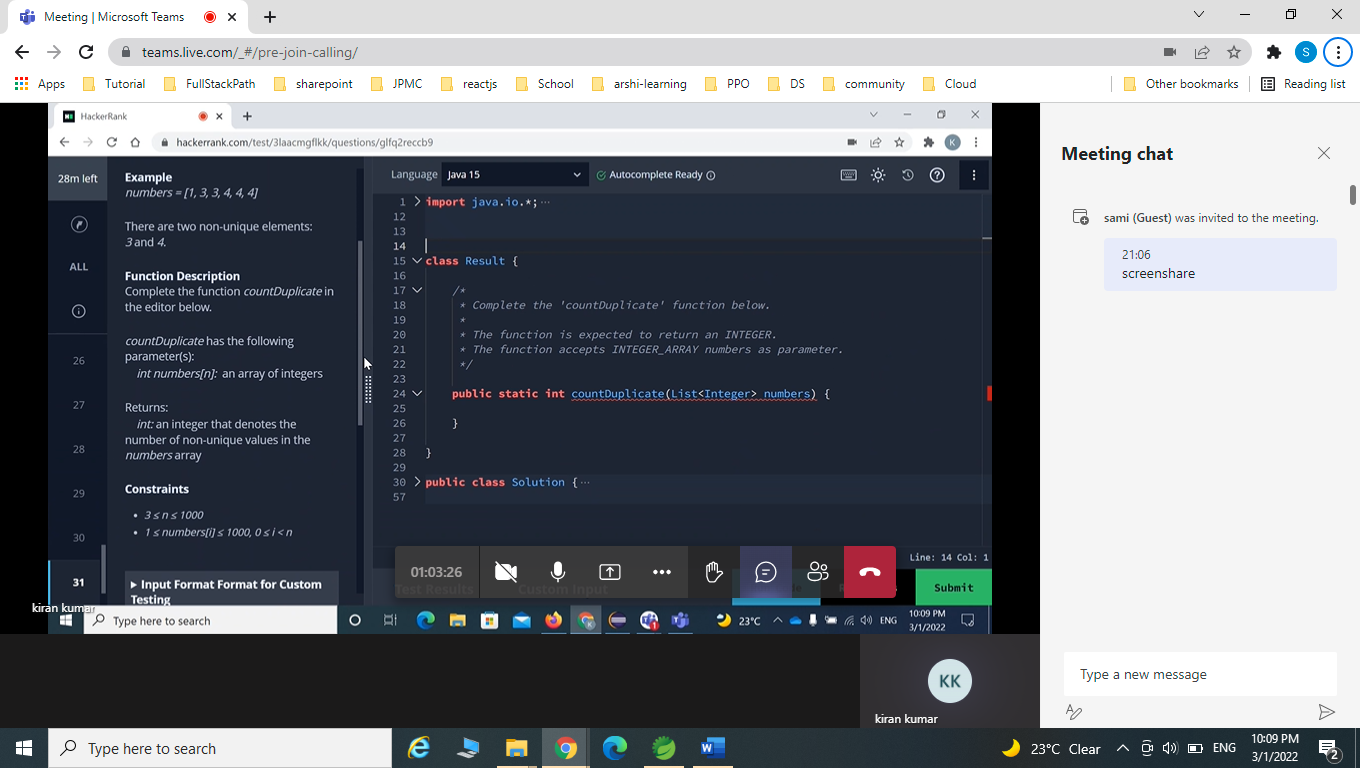 Meeting | Microsoft Teams
teams.live.com/_#/pre-join-calling/
S
Apps Tutorial FullStackPath sharepoint JPMC reactjs School arshi-learning PPO DS community Cloud Other bookmarks Reading list
HackerRank
hackerrank.com/test/3laacmgflkk/questions/glfq2reccb9
K
28m left
ALL
26
27
28
29
30
31
Example
numbers = [1, 3, 3, 4, 4, 4]
There are two non-unique elements:
3 and 4.
Function Description
Complete the function countDuplicate in
the editor below.
countDuplicate has the following
parameter(s):
int numbers[n]: an array of integers
Returns:
int: an integer that denotes the
number of non-unique values in the
numbers array
Constraints
• 3 ≤ n ≤ 1000
• 1 ≤ numbers[i] ≤ 1000, 0 ≤ i < n
▸ Input Format Format for Custom
Testing
Language Java 15 Autocomplete Ready
1 import java.io.*;
12
13
14
15 class Result {
16
17 /*
18 * Complete the 'countDuplicate' function below.
19 *
20 * The function is expected to return an INTEGER.
21 * The function accepts INTEGER_ARRAY numbers as parameter.
22 */
23
24 public static int countDuplicate(List<Integer> numbers) {
25
26 }
27
28 }
29
30 public class Solution {
57
Line: 14 Col: 1
Test Results Custom Input
Submit
01:03:26
kiran kumar
Type here to search
23°C ENG
10:09 PM
3/1/2022
KK
kiran kumar
Meeting chat
sami (Guest) was invited to the meeting.
21:06
screenshare
Type a new message
Type here to search
23°C Clear ENG
10:09 PM
3/1/2022
2